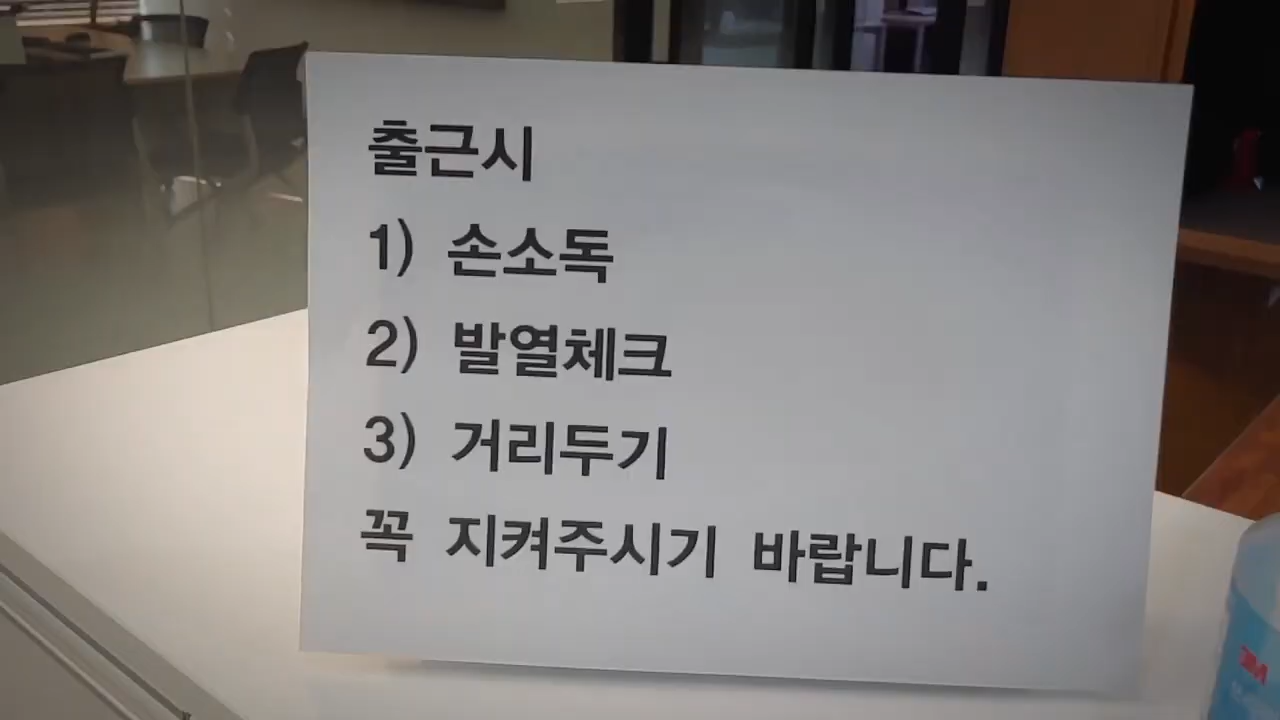 출근시
1) 손소독
2) 발열체크
3) 거리두기
꼭 지켜주시기 바랍니다.
3M